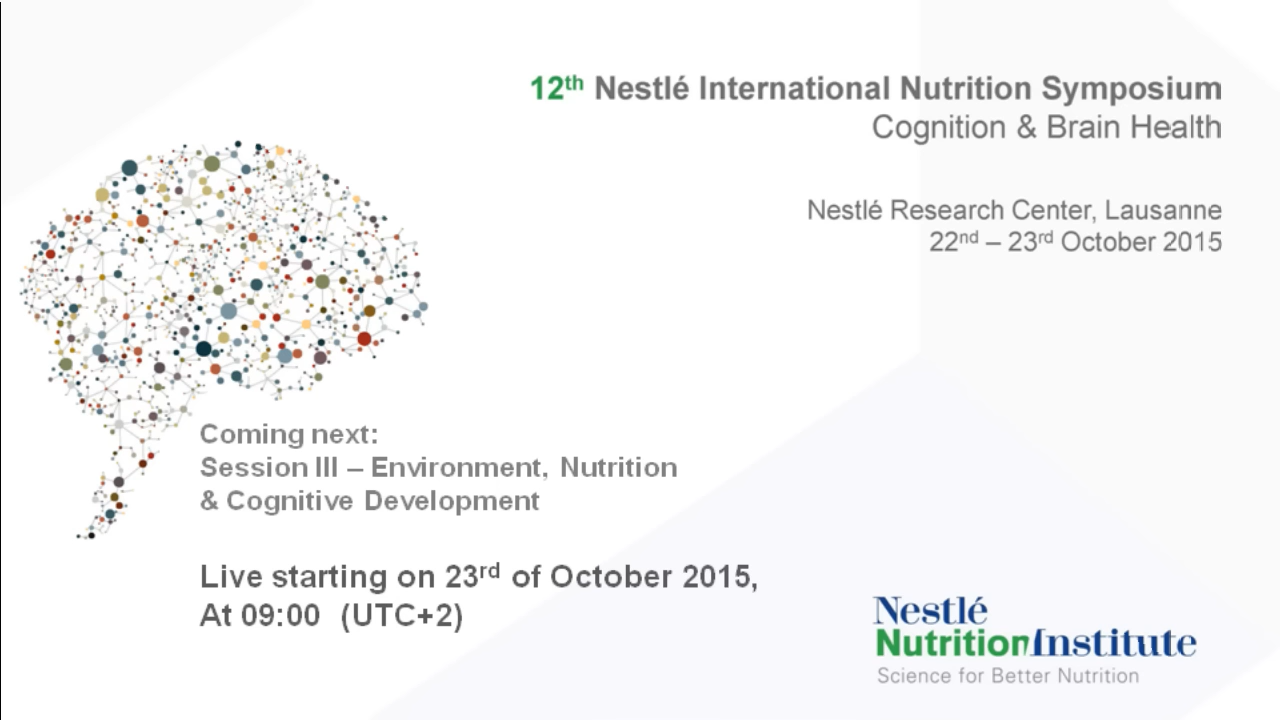 12th Nestlé International Nutrition Symposium
Cognition & Brain Health
Nestlé Research Center, Lausanne
22nd – 23rd October 2015
Coming next:
Session III – Environment, Nutrition
& Cognitive Development
Live starting on 23rd of October 2015,
At 09:00 (UTC+2)
Nestlé
NutritionInstitute
Science for Better Nutrition